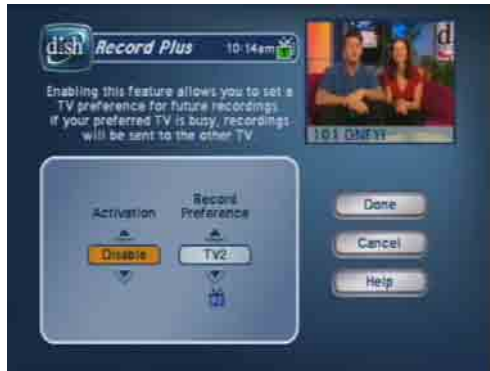 dish Record Plus 10:14am
Enabling this feature allows you to set a
TV preference for future recordings.
If your preferred TV is busy, recordings
will be sent to the other TV
d
101
Activation
Record
Preference
Disable
TV2
Done
Cancel
Help